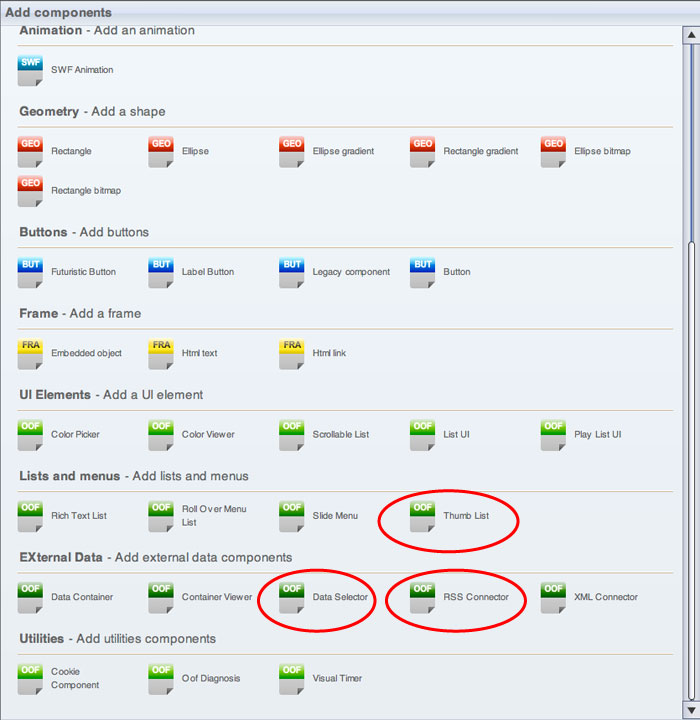 Add components
Animation - Add an animation
SWF SWF Animation
Geometry - Add a shape
GEO Rectangle GEO Ellipse GEO Ellipse gradient GEO Rectangle gradient GEO Ellipse bitmap
GEO Rectangle bitmap
Buttons - Add buttons
BUT Futuristic Button BUT Label Button BUT Legacy component BUT Button
Frame - Add a frame
FRA Embedded object FRA Html text FRA Html link
UI Elements - Add a UI element
OOF Color Picker OOF Color Viewer OOF Scrollable List OOF List UI OOF Play List UI
Lists and menus - Add lists and menus
OOF Rich Text List OOF Roll Over Menu List OOF Slide Menu OOF Thumb List
EXternal Data - Add external data components
OOF Data Container OOF Container Viewer OOF Data Selector OOF RSS Connector OOF XML Connector
Utilities - Add utilities components
OOF Cookie Component OOF Oof Diagnosis OOF Visual Timer